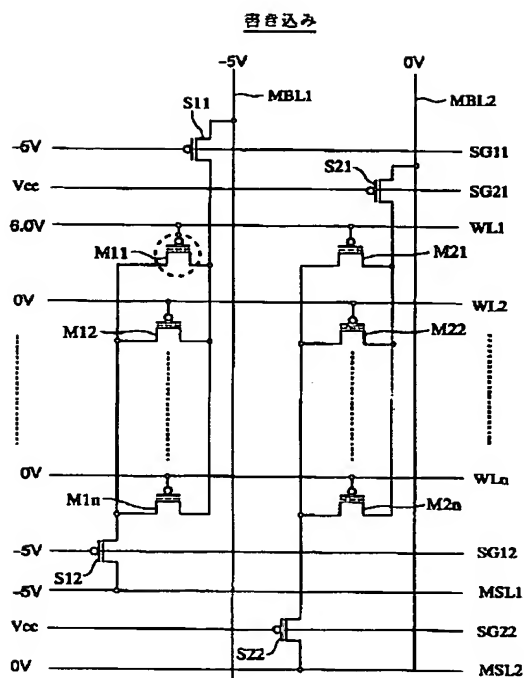 書き込み
-5V
0V
MBL1
MBL2
S11
-5V
SG11
S21
Vcc
SG21
6.0V
WL1
M11
M21
0V
WL2
M12
M22
0V
WLn
M1n
M2n
-5V
SG12
S12
-5V
MSL1
Vcc
SG22
S22
0V
MSL2